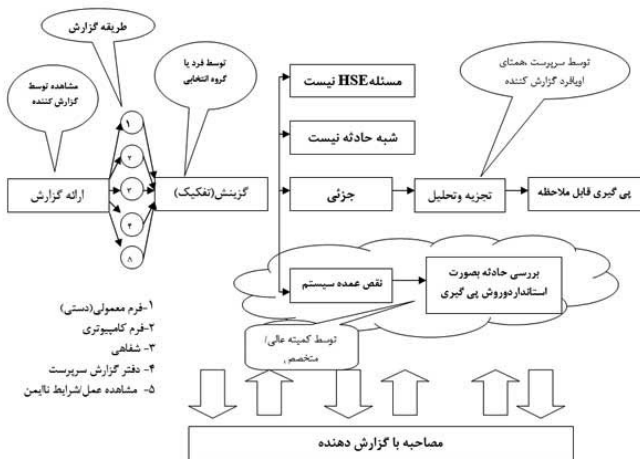 طریقه گزارش
توسط فرد یا
گروه انتخابی
مشاهده توسط
گزارش کننده
توسط سرپرست ،همتای
اویافرد گزارش کننده
مسئله HSE نیست
شبه حادثه نیست
ارائه گزارش
۱
۲
۳
۴
۸
گزینش(تفکیک)
جزئی
تجزیه وتحلیل
پی گیری قابل ملاحظه
نقص عمده سیستم
بررسی حادثه بصورت
استانداردوروش پی گیری
توسط کمیته عالی/
متخصص
۱-فرم معمولی(دستی)
۲-فرم کامپیوتری
۳- شفاهی
۴- دفتر گزارش سرپرست
۵- مشاهده عمل/شرایط ناایمن
مصاحبه با گزارش دهنده